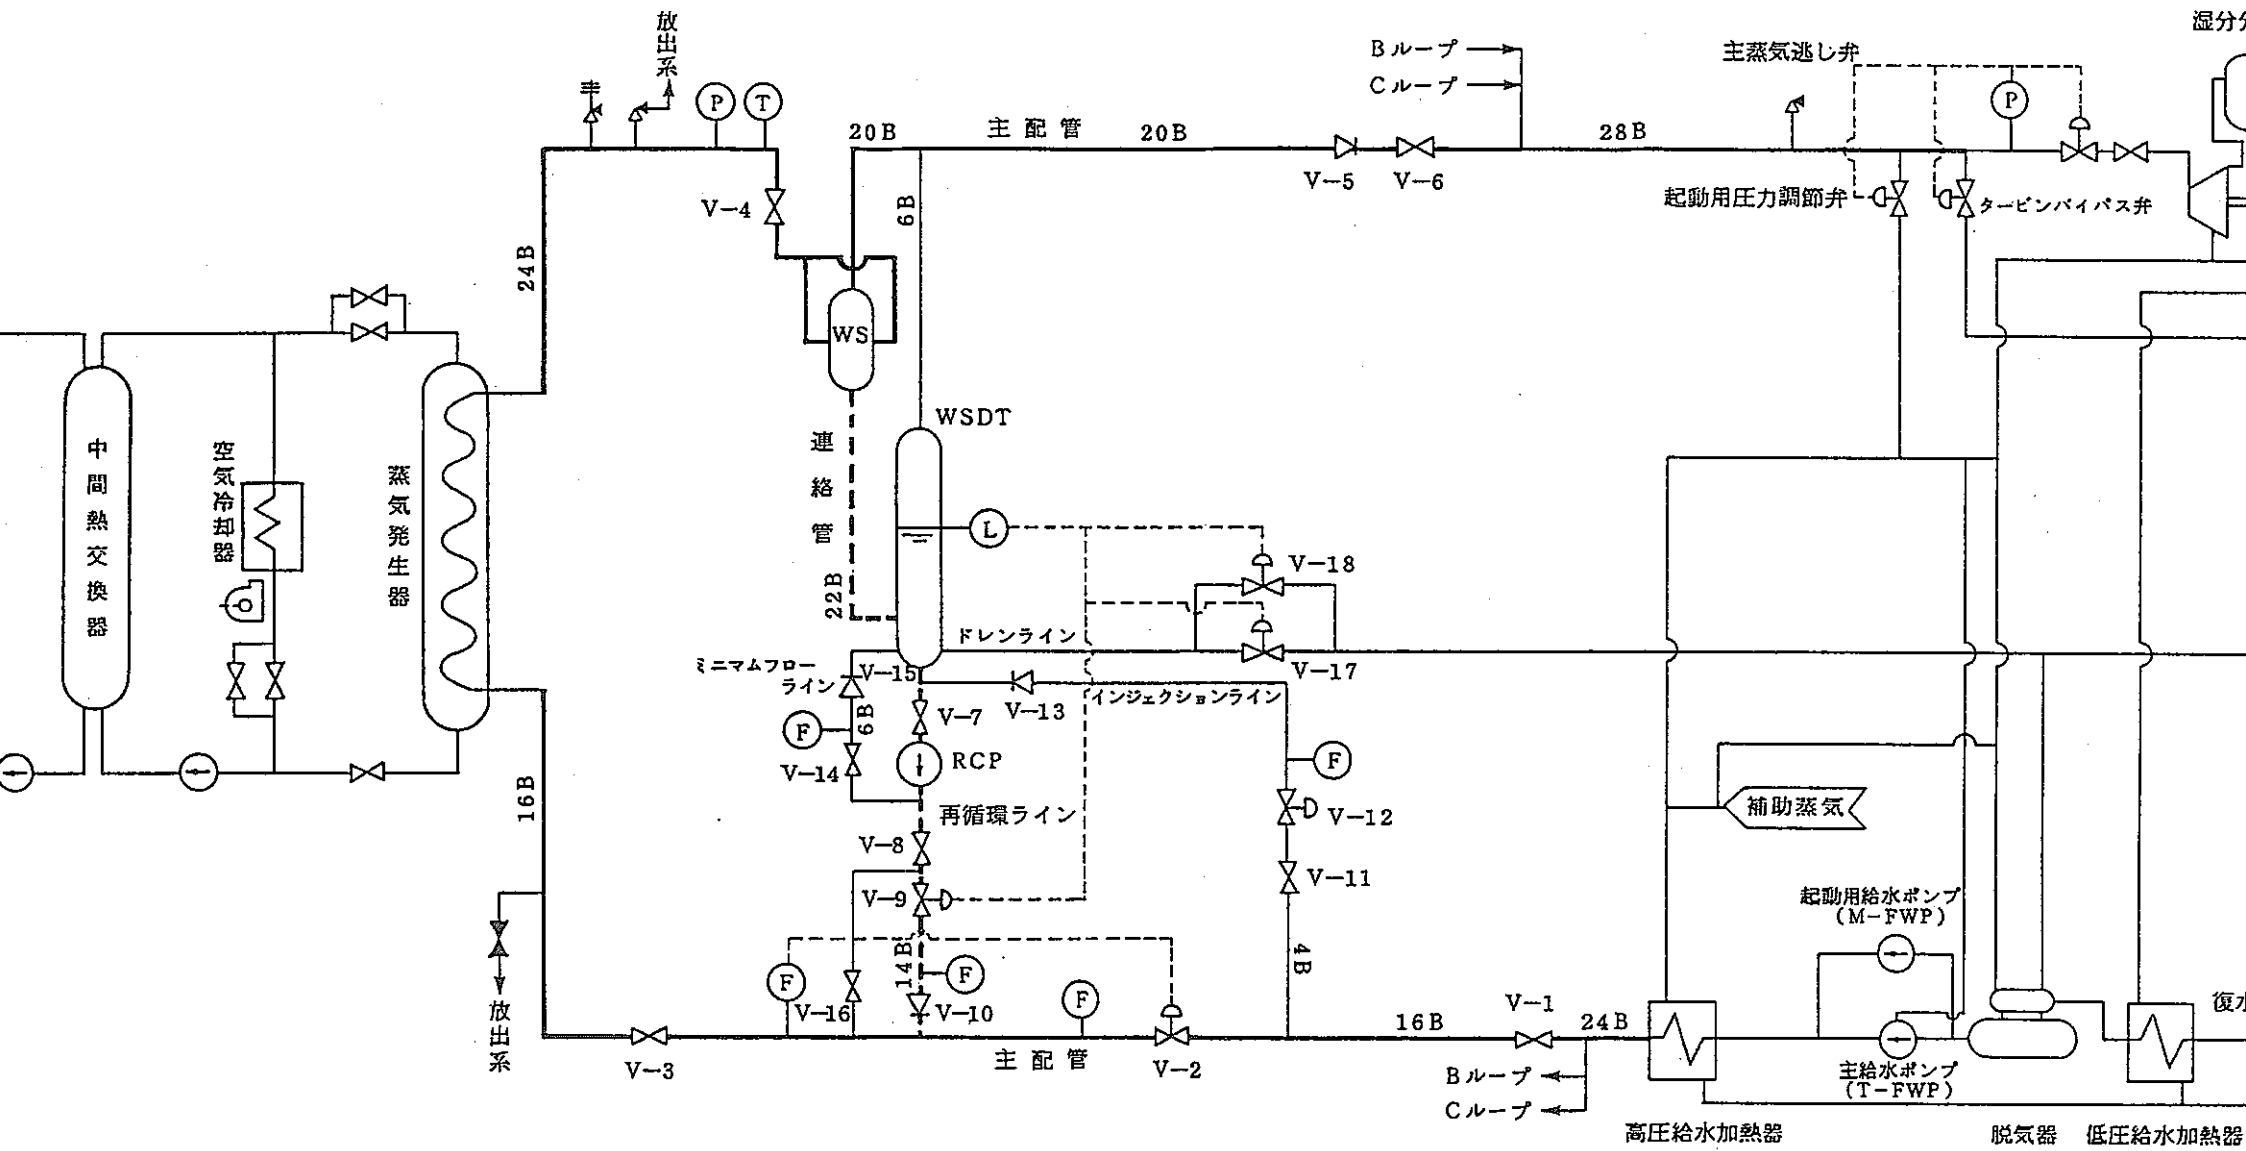 放出系
湿分
Bループ
Cループ
主蒸気逃し弁
P
T
P
20B
主配管
20B
28B
V-5
V-6
起動用圧力調節弁
タービンバイパス弁
V-4
6B
24B
WS
WSDT
中間熱交換器
空気冷却器
蒸気発生器
連絡管
22B
L
V-18
ドレンライン
V-17
ミニマムフロー
ライン
V-15
インジェクションライン
V-13
6B
F
V-7
V-14
RCP
F
V-12
再循環ライン
補助蒸気
16B
V-8
V-11
V-9
起動用給水ポンプ
(M-FWP)
14B
4B
F
F
F
V-16
V-10
V-1
放出系
16B
24B
V-3
主配管
V-2
Bループ
Cループ
主給水ポンプ
(T-FWP)
高圧給水加熱器
脱気器
低圧給水加熱器
復水